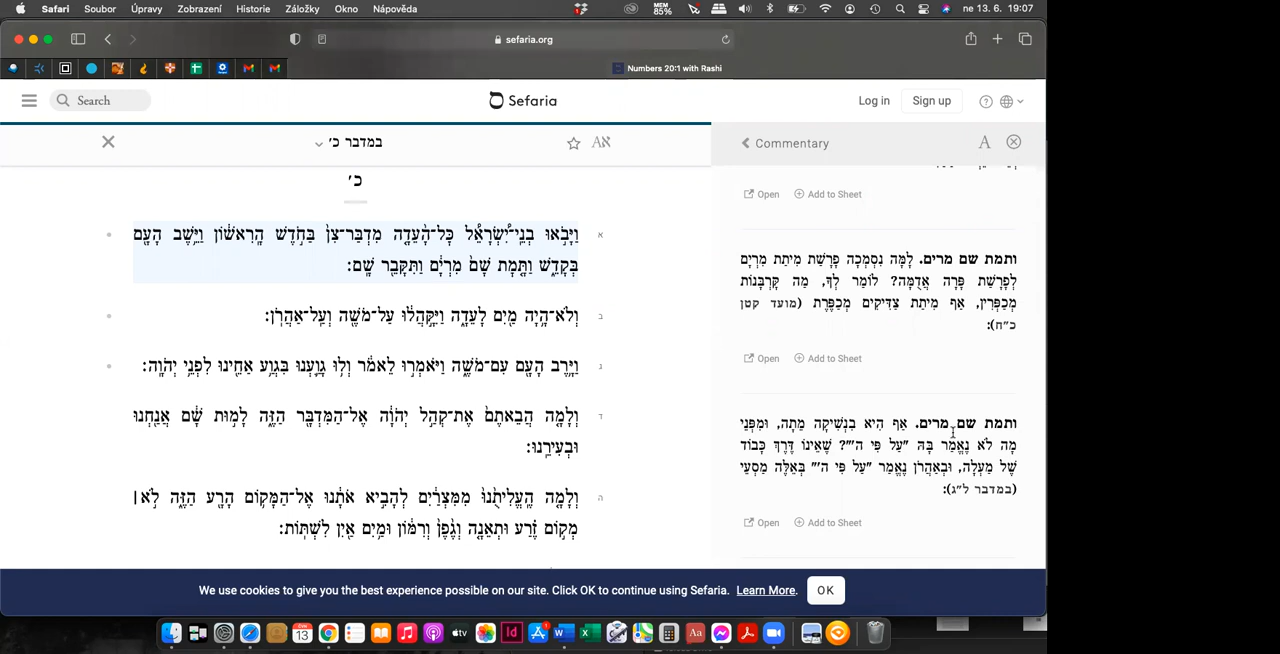 Safari Soubor Úpravy Zobrazení Historie Záložky Okno Nápověda MEM 85% ne 13. 6. 19:07
sefaria.org
Numbers 20:1 with Rashi
Search Sefaria Log in Sign up
במדבר כ׳
Commentary
כ׳
א וַיָּבֹ֣אוּ בְנֵֽי־יִ֠שְׂרָאֵ֠ל כׇּל־הָ֨עֵדָ֤ה מִדְבַּר־צִן֙ בַּחֹ֣דֶשׁ הָֽרִאשׁ֔וֹן וַיֵּ֥שֶׁב הָעָ֖ם
בְּקָדֵ֑שׁ וַתָּ֤מׇת שָׁם֙ מִרְיָ֔ם וַתִּקָּבֵ֖ר שָֽׁם׃
ב וְלֹא־הָ֥יָה מַ֖יִם לָעֵדָ֑ה וַיִּקָּ֣הֲל֔וּ עַל־מֹשֶׁ֖ה וְעַֽל־אַהֲרֹֽן׃
ג וַיָּ֥רֶב הָעָ֖ם עִם־מֹשֶׁ֑ה וַיֹּאמְר֣וּ לֵאמֹ֔ר וְל֥וּ גָוַ֛עְנוּ בִּגְוַ֥ע אַחֵ֖ינוּ לִפְנֵ֥י יְהֹוָֽה׃
ד וְלָמָ֤ה הֲבֵאתֶם֙ אֶת־קְהַ֣ל יְהֹוָ֔ה אֶל־הַמִּדְבָּ֖ר הַזֶּ֑ה לָמ֣וּת שָׁ֔ם אֲנַ֖חְנוּ
וּבְעִירֵֽנוּ׃
ה וְלָמָ֤ה הֶֽעֱלִיתֻ֙נוּ֙ מִמִּצְרַ֔יִם לְהָבִ֣יא אֹתָ֔נוּ אֶל־הַמָּק֥וֹם הָרָ֖ע הַזֶּ֑ה לֹ֣א ׀
מְק֣וֹם זֶ֗רַע וּתְאֵנָ֤ה וְגֶ֙פֶן֙ וְרִמּ֔וֹן וּמַ֥יִם אַ֖יִן לִשְׁתּֽוֹת׃
Open Add to Sheet
ותמת שם מרים. לָמָּה נִסְמְכָה פָרָשַׁת מִיתַת מִרְיָם
לְפָרָשַׁת פָּרָה אֲדֻמָּה? לוֹמַר לְךָ, מַה קָּרְבָּנוֹת
מְכַפְּרִין, אַף מִיתַת צַדִּיקִים מְכַפֶּרֶת (מועד קטן
כ״ח):
Open Add to Sheet
ותמת שם מרים. אַף הִיא בִנְשִׁיקָה מֵתָה, וּמִפְּנֵי
מָה לֹא נֶאֱמַר בָּהּ "עַל פִּי ה'"? שֶׁאֵינוֹ דֶּרֶךְ כָּבוֹד
שֶׁל מַעְלָה, וּבְאַהֲרֹן נֶאֱמַר "עַל פִּי ה'" בְּאֵלֶּה מַסְעֵי
(במדבר ל״ג):
Open Add to Sheet
We use cookies to give you the best experience possible on our site. Click OK to continue using Sefaria. Learn More. OK